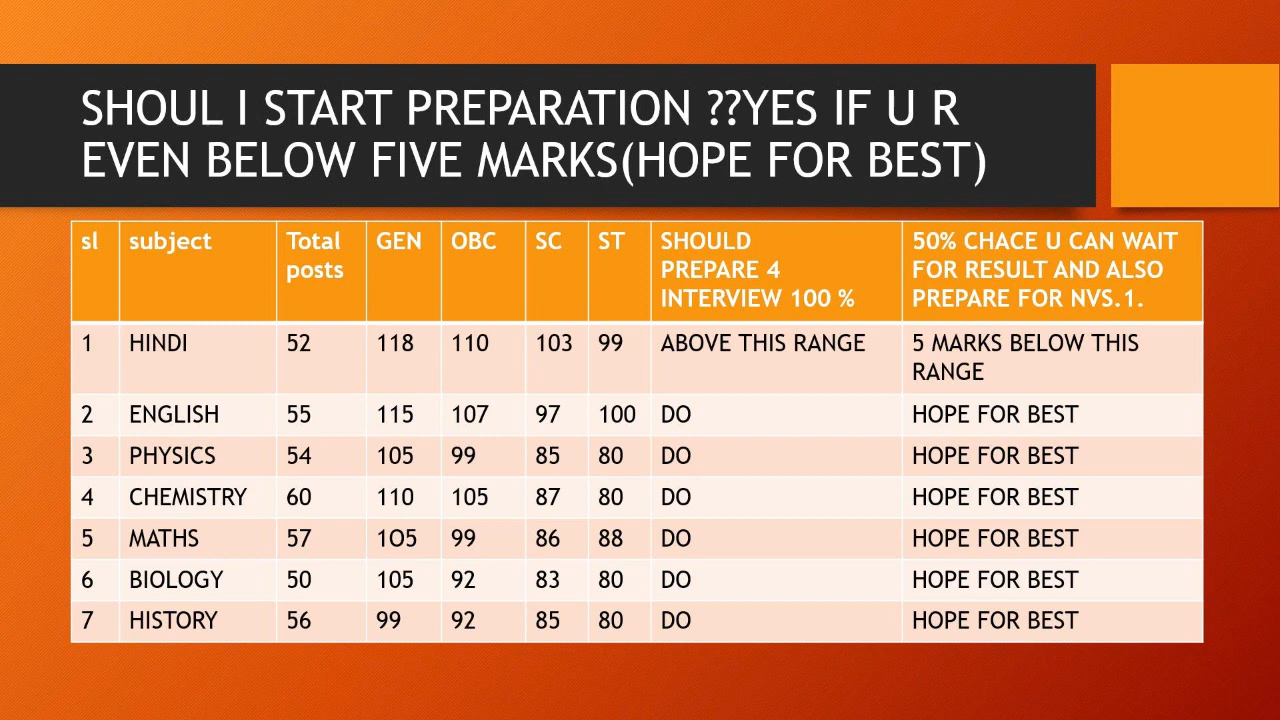 SHOUL I START PREPARATION ??YES IF U R
EVEN BELOW FIVE MARKS(HOPE FOR BEST)
sl subject Total posts GEN OBC SC ST SHOULD PREPARE 4 INTERVIEW 100 % 50% CHACE U CAN WAIT FOR RESULT AND ALSO PREPARE FOR NVS.1.
1 HINDI 52 118 110 103 99 ABOVE THIS RANGE 5 MARKS BELOW THIS RANGE
2 ENGLISH 55 115 107 97 100 DO HOPE FOR BEST
3 PHYSICS 54 105 99 85 80 DO HOPE FOR BEST
4 CHEMISTRY 60 110 105 87 80 DO HOPE FOR BEST
5 MATHS 57 1O5 99 86 88 DO HOPE FOR BEST
6 BIOLOGY 50 105 92 83 80 DO HOPE FOR BEST
7 HISTORY 56 99 92 85 80 DO HOPE FOR BEST